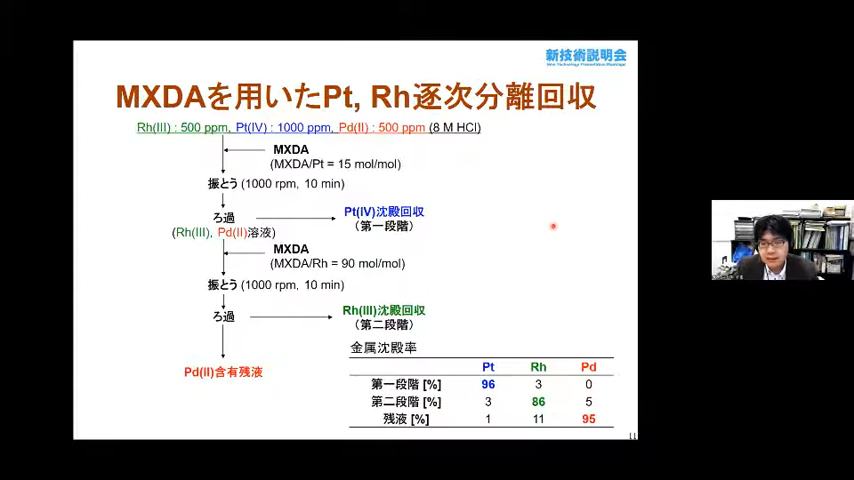 新技術説明会
New Technology Presentation Meetings!
MXDAを用いたPt, Rh逐次分離回収
Rh(III) : 500 ppm, Pt(IV) : 1000 ppm, Pd(II) : 500 ppm (8 M HCl)
MXDA
(MXDA/Pt = 15 mol/mol)
振とう (1000 rpm, 10 min)
ろ過
Pt(IV)沈殿回収
（第一段階）
(Rh(III), Pd(II)溶液)
MXDA
(MXDA/Rh = 90 mol/mol)
振とう (1000 rpm, 10 min)
ろ過
Rh(III)沈殿回収
（第二段階）
Pd(II)含有残液
金属沈殿率
Pt Rh Pd
第一段階 [%] 96 3 0
第二段階 [%] 3 86 5
残液 [%] 1 11 95
11